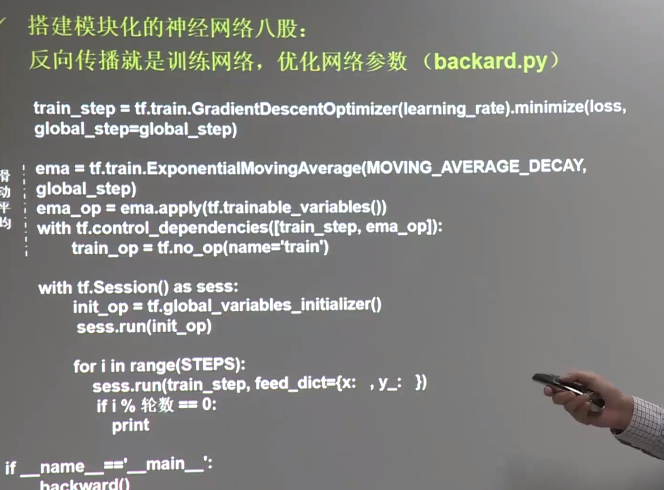 搭建模块化的神经网络八股：
反向传播就是训练网络，优化网络参数（backard.py）
train_step = tf.train.GradientDescentOptimizer(learning_rate).minimize(loss,
global_step=global_step)
滑动平均
ema = tf.train.ExponentialMovingAverage(MOVING_AVERAGE_DECAY,
global_step)
ema_op = ema.apply(tf.trainable_variables())
with tf.control_dependencies([train_step, ema_op]):
train_op = tf.no_op(name='train')
with tf.Session() as sess:
init_op = tf.global_variables_initializer()
sess.run(init_op)
for i in range(STEPS):
sess.run(train_step, feed_dict={x: , y_: })
if i % 轮数 == 0:
print
if __name__=='__main__':
backward()